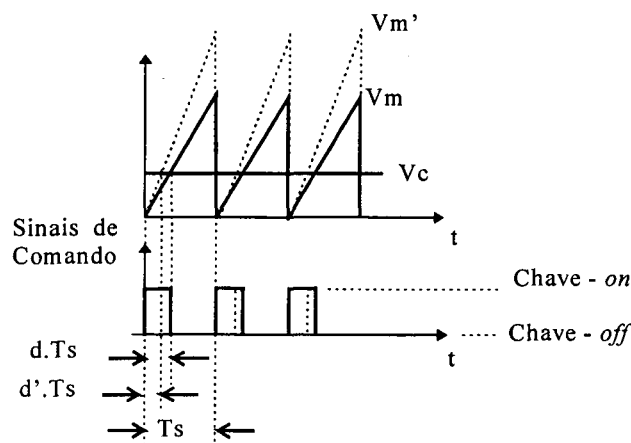 Vm'
Vm
Vc
t
Sinais de
Comando
Chave - on
Chave - off
t
d.Ts
d'.Ts
Ts